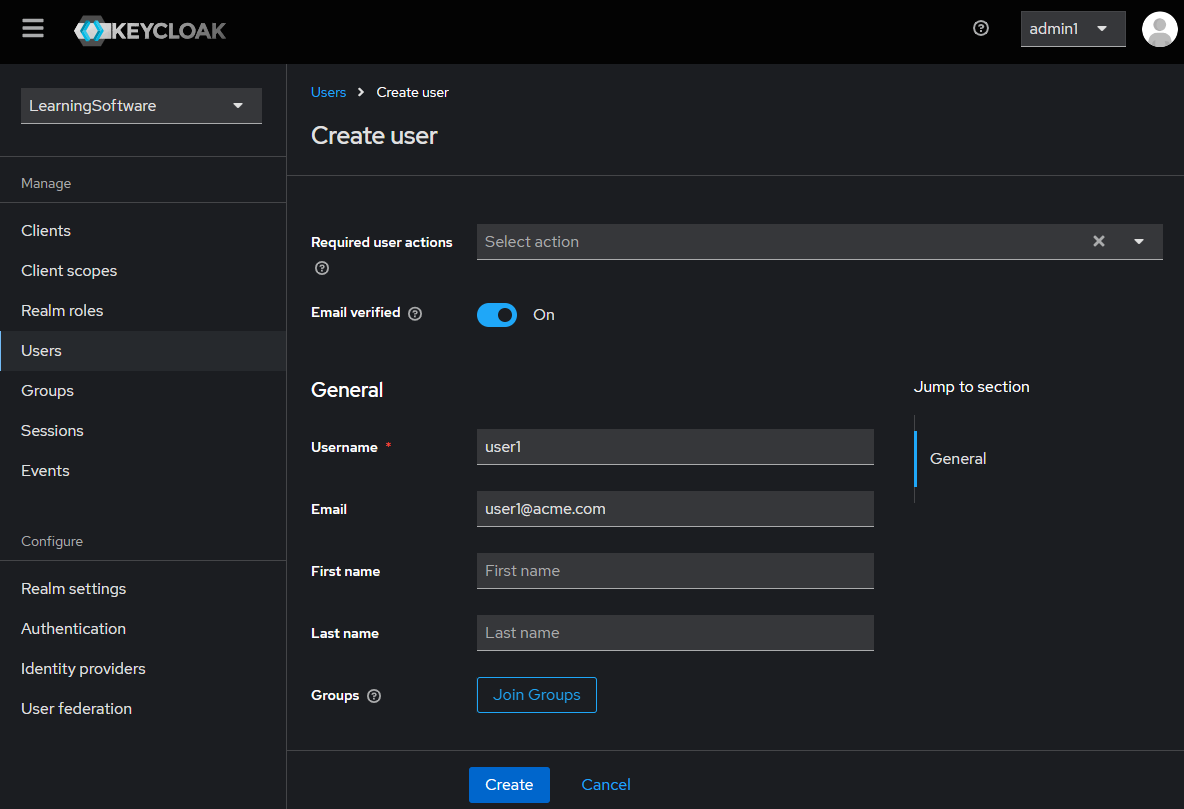 KEYCLOAK
admin1
LearningSoftware
Manage
Clients
Client scopes
Realm roles
Users
Groups
Sessions
Events
Configure
Realm settings
Authentication
Identity providers
User federation
Users > Create user
Create user
Required user actions
Select action
Email verified
On
General
Username *
user1
Email
user1@acme.com
First name
First name
Last name
Last name
Groups
Join Groups
Jump to section
General
Create
Cancel